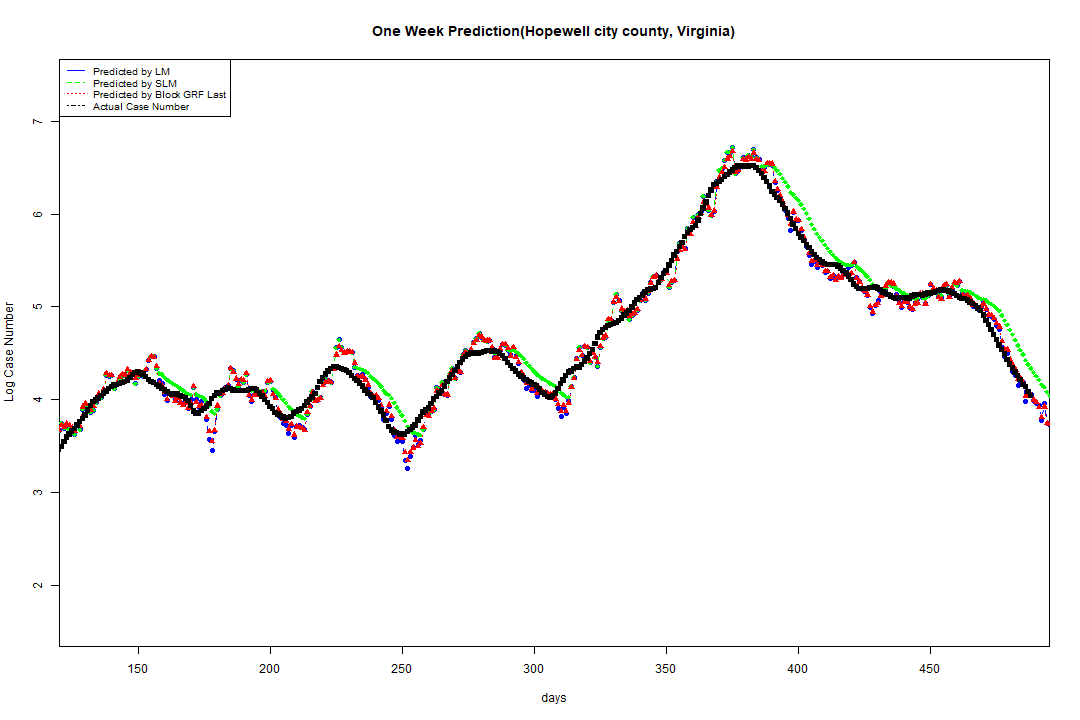 One Week Prediction(Hopewell city county, Virginia)
Predicted by LM
Predicted by SLM
Predicted by Block GRF Last
Actual Case Number
Log Case Number
7
6
5
4
3
2
150 200 250 300 350 400 450
days